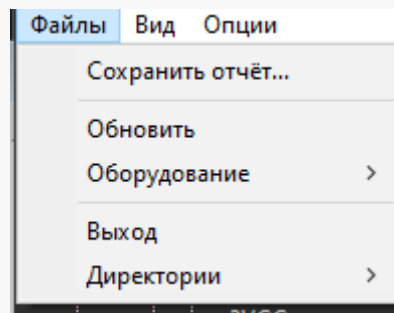 Файлы Вид Опции
Сохранить отчёт...
Обновить
Оборудование
Выход
Директории